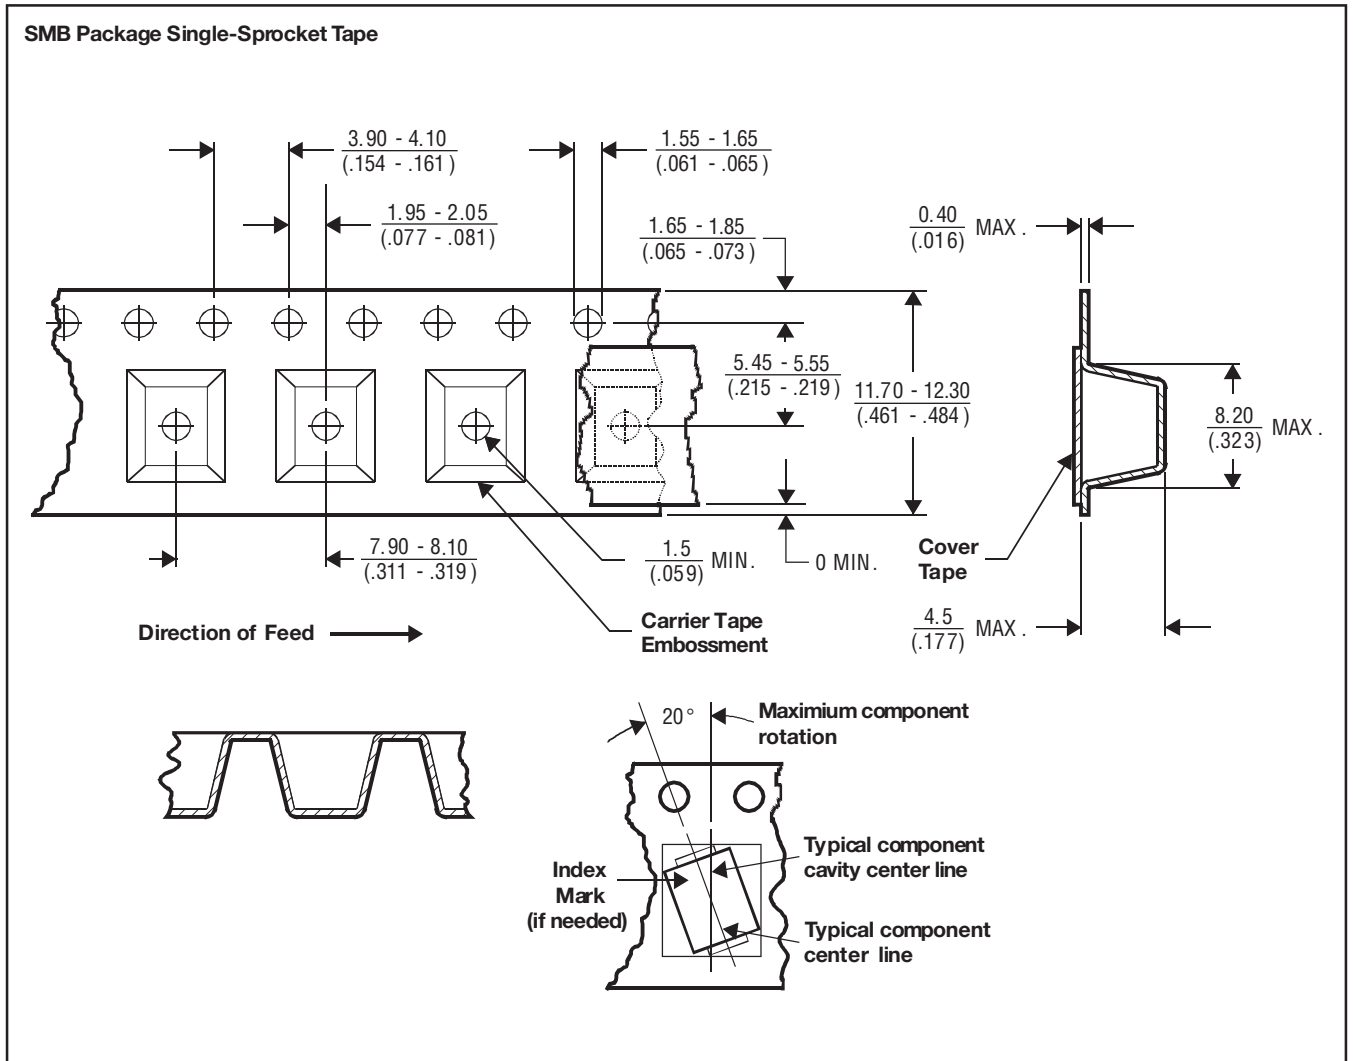 SMB Package Single-Sprocket Tape
3.90 - 4.10
(.154 - .161)
1.55 - 1.65
(.061 - .065)
1.95 - 2.05
(.077 - .081)
1.65 - 1.85
(.065 - .073)
0.40
(.016)
MAX.
5.45 - 5.55
(.215 - .219)
11.70 - 12.30
(.461 - .484)
8.20
(.323)
MAX.
7.90 - 8.10
(.311 - .319)
1.5
(.059)
MIN.
0 MIN.
Cover
Tape
Direction of Feed
Carrier Tape
Embossment
4.5
(.177)
MAX.
20°
Maximium component
rotation
Typical component
cavity center line
Index
Mark
(if needed)
Typical component
center line